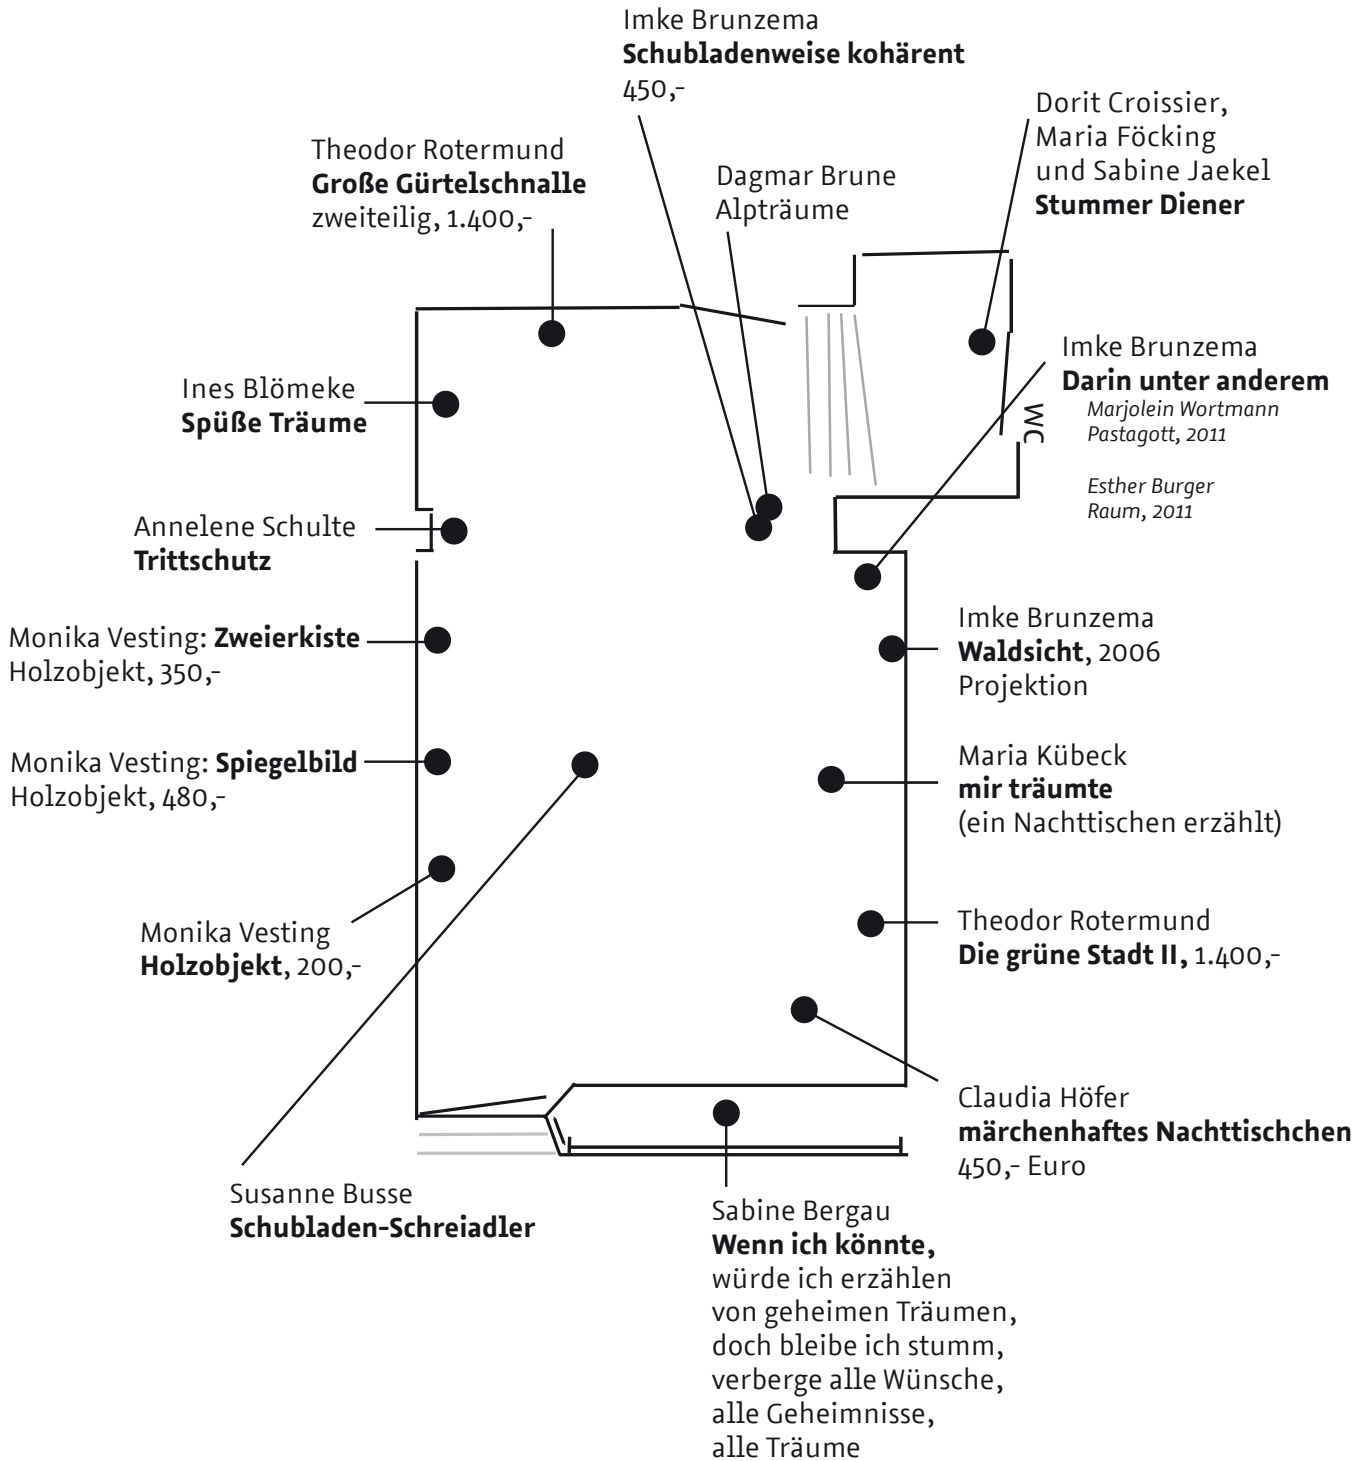 Imke Brunzema
Schubladenweise kohärent
450,-
Dorit Croissier,
Maria Föcking
und Sabine Jaekel
Stummer Diener
Theodor Rotermund
Große Gürtelschnalle
zweiteilig, 1.400,-
Dagmar Brune
Alpträume
Imke Brunzema
Darin unter anderem
Marjolein Wortmann
Pastagott, 2011
Esther Burger
Raum, 2011
WC
Ines Blömeke
Spüße Träume
Annelene Schulte
Trittschutz
Monika Vesting: Zweierkiste
Holzobjekt, 350,-
Imke Brunzema
Waldsicht, 2006
Projektion
Monika Vesting: Spiegelbild
Holzobjekt, 480,-
Maria Kübeck
mir träumte
(ein Nachttischen erzählt)
Monika Vesting
Holzobjekt, 200,-
Theodor Rotermund
Die grüne Stadt II, 1.400,-
Claudia Höfer
märchenhaftes Nachttischchen
450,- Euro
Susanne Busse
Schubladen-Schreiadler
Sabine Bergau
Wenn ich könnte,
würde ich erzählen
von geheimen Träumen,
doch bleibe ich stumm,
verberge alle Wünsche,
alle Geheimnisse,
alle Träume